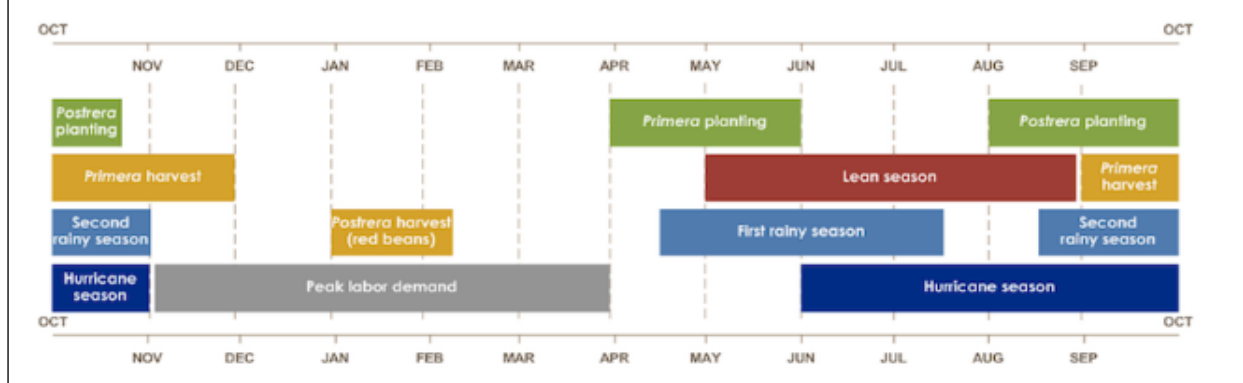 OCT OCT
NOV DEC JAN FEB MAR APR MAY JUN JUL AUG SEP
Postrera
planting
Primera planting
Postrera planting
Primera harvest
Lean season
Primera
harvest
Second
rainy season
Postrera harvest
(red beans)
First rainy season
Second
rainy season
Hurricane
season
Peak labor demand
Hurricane season
OCT OCT
NOV DEC JAN FEB MAR APR MAY JUN JUL AUG SEP